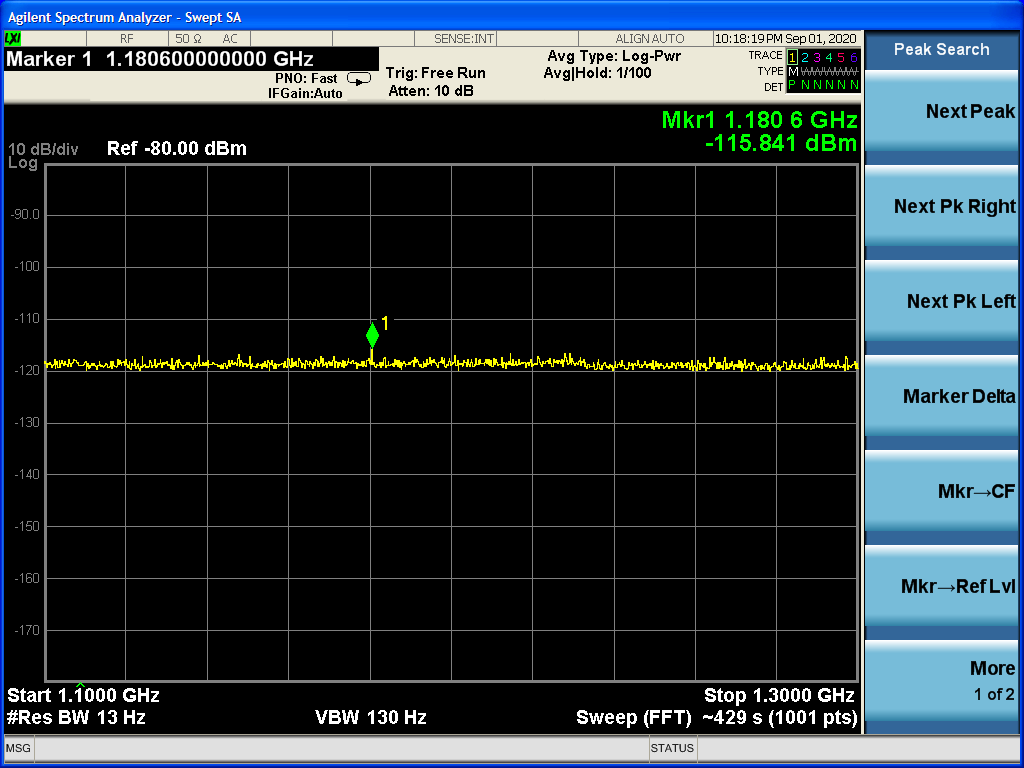 Agilent Spectrum Analyzer - Swept SA
LXI RF 50 Ω AC SENSE:INT ALIGN AUTO 10:18:19 PM Sep 01, 2020
Marker 1 1.180600000000 GHz
PNO: Fast
IFGain:Auto
Trig: Free Run
Atten: 10 dB
Avg Type: Log-Pwr
Avg|Hold: 1/100
TRACE 1 2 3 4 5 6
TYPE M WWWWW
DET P N N N N N
Mkr1 1.180 6 GHz
-115.841 dBm
10 dB/div Ref -80.00 dBm
Log
-90.0
-100
-110
-120
-130
-140
-150
-160
-170
1
Start 1.1000 GHz Stop 1.3000 GHz
#Res BW 13 Hz VBW 130 Hz Sweep (FFT) ~429 s (1001 pts)
MSG STATUS
Peak Search
Next Peak
Next Pk Right
Next Pk Left
Marker Delta
Mkr→CF
Mkr→Ref Lvl
More
1 of 2